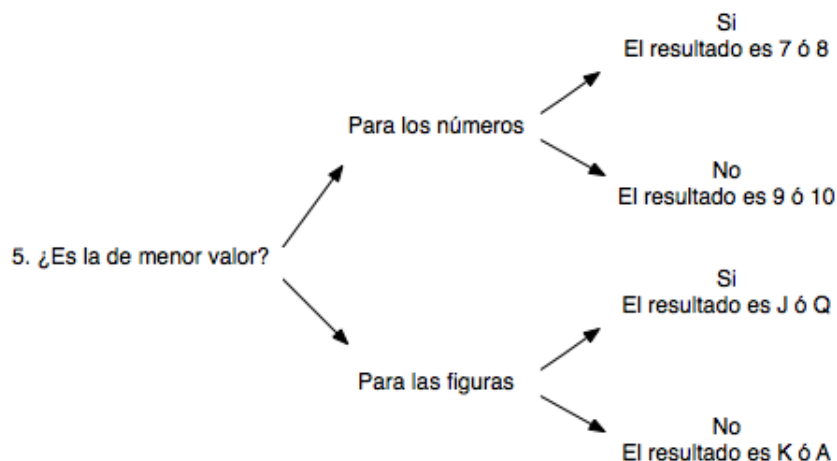 Si
El resultado es 7 ó 8
Para los números
No
El resultado es 9 ó 10
5. ¿Es la de menor valor?
Si
El resultado es J ó Q
Para las figuras
No
El resultado es K ó A